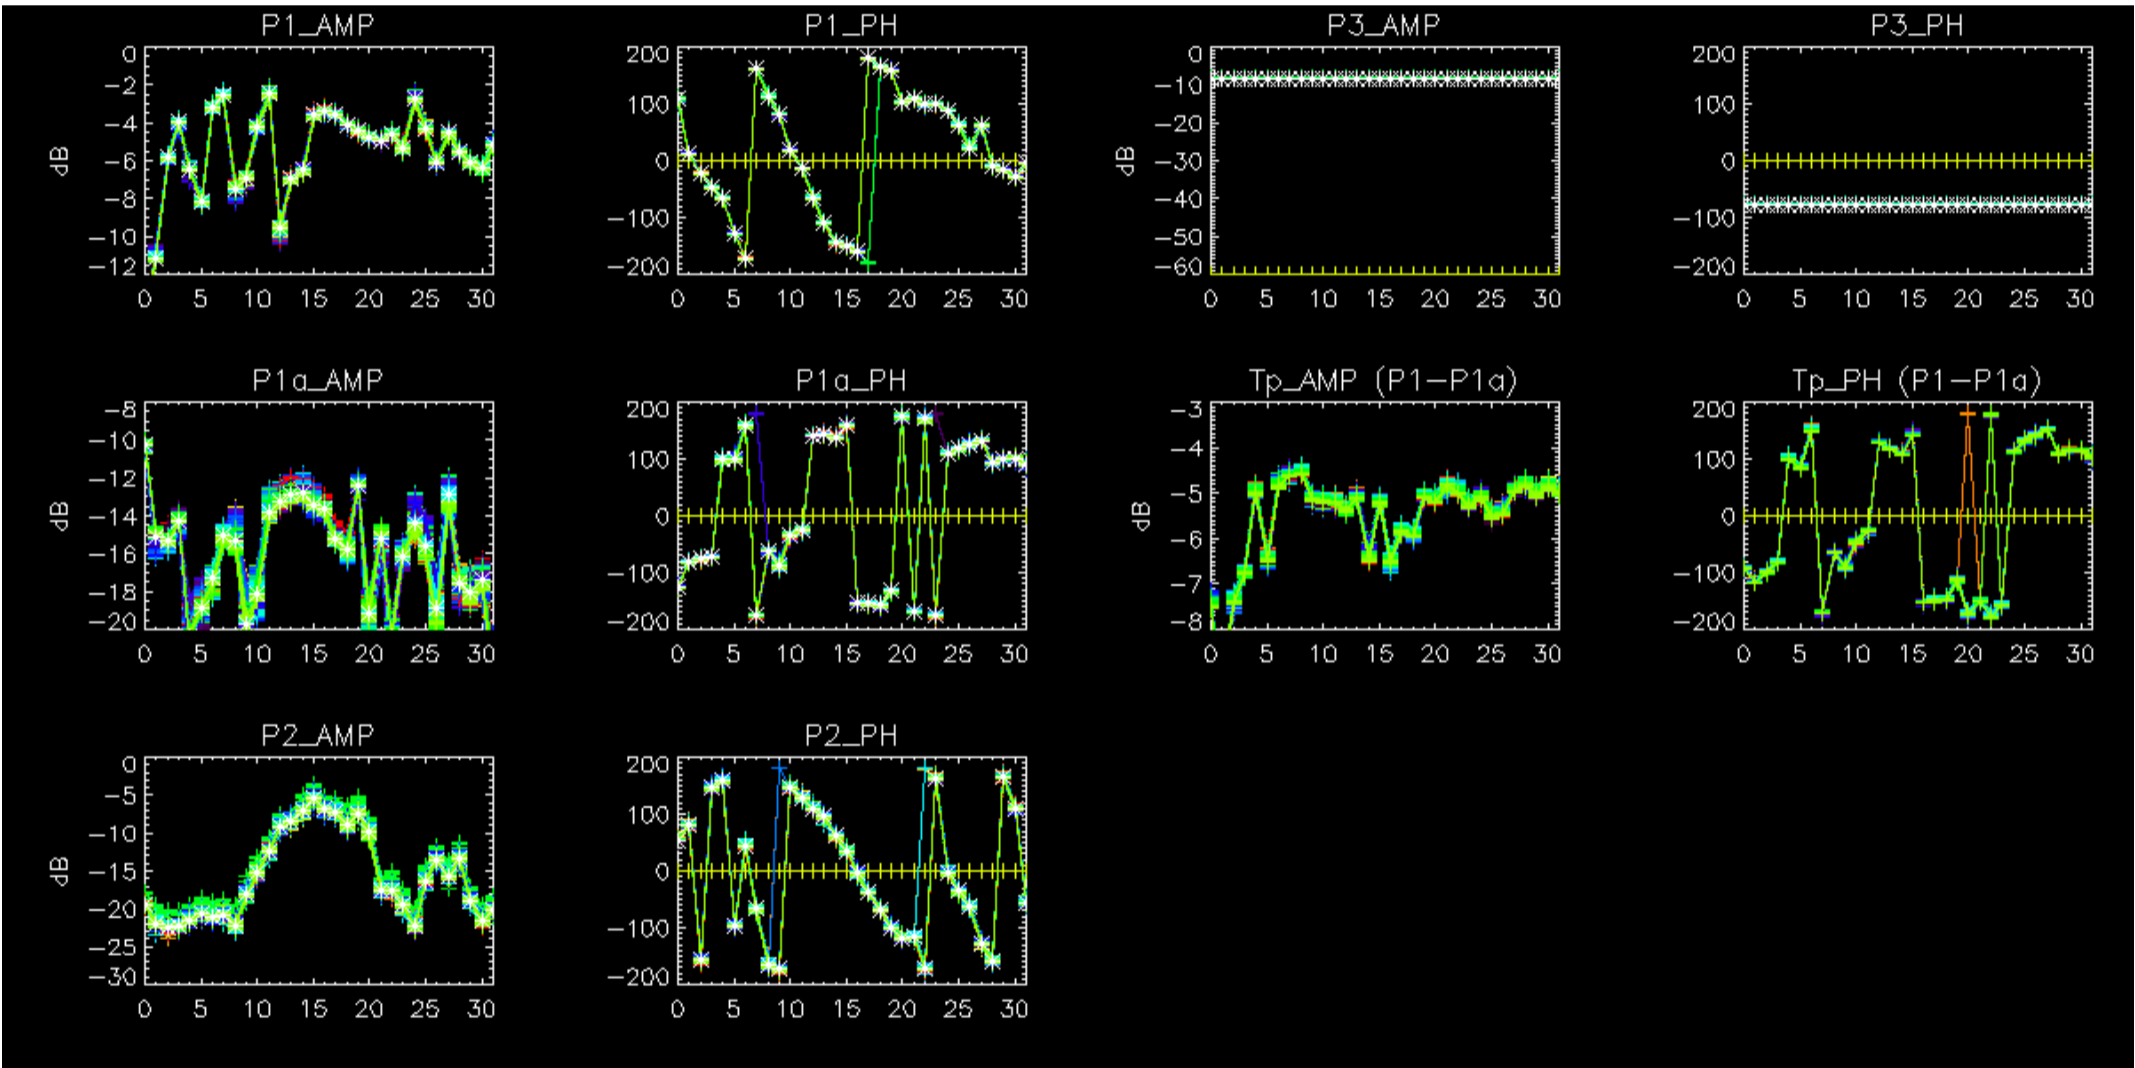 P1_AMP
0
-2
-4
-6
-8
-10
-12
dB
0 5 10 15 20 25 30
P1_PH
200
100
0
-100
-200
0 5 10 15 20 25 30
P3_AMP
0
-10
-20
-30
-40
-50
-60
dB
0 5 10 15 20 25 30
P3_PH
200
100
0
-100
-200
0 5 10 15 20 25 30
P1a_AMP
-8
-10
-12
-14
-16
-18
-20
dB
0 5 10 15 20 25 30
P1a_PH
200
100
0
-100
-200
0 5 10 15 20 25 30
Tp_AMP (P1-P1a)
-3
-4
-5
-6
-7
-8
dB
0 5 10 15 20 25 30
Tp_PH (P1-P1a)
200
100
0
-100
-200
0 5 10 15 20 25 30
P2_AMP
0
-5
-10
-15
-20
-25
-30
dB
0 5 10 15 20 25 30
P2_PH
200
100
0
-100
-200
0 5 10 15 20 25 30